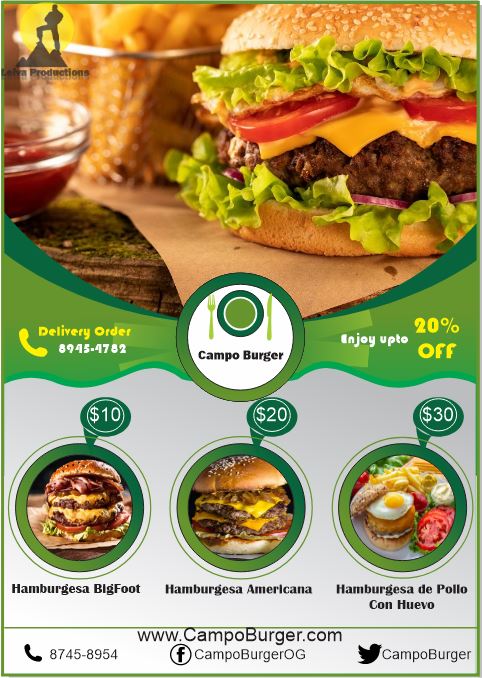 Leiva Productions
Delivery Order
8945-4782
Campo Burger
Enjoy upto
20%
OFF
$10
$20
$30
Hamburgesa BIgFoot
Hamburgesa Americana
Hamburgesa de Pollo
Con Huevo
www.CampoBurger.com
8745-8954
CampoBurgerOG
CampoBurger